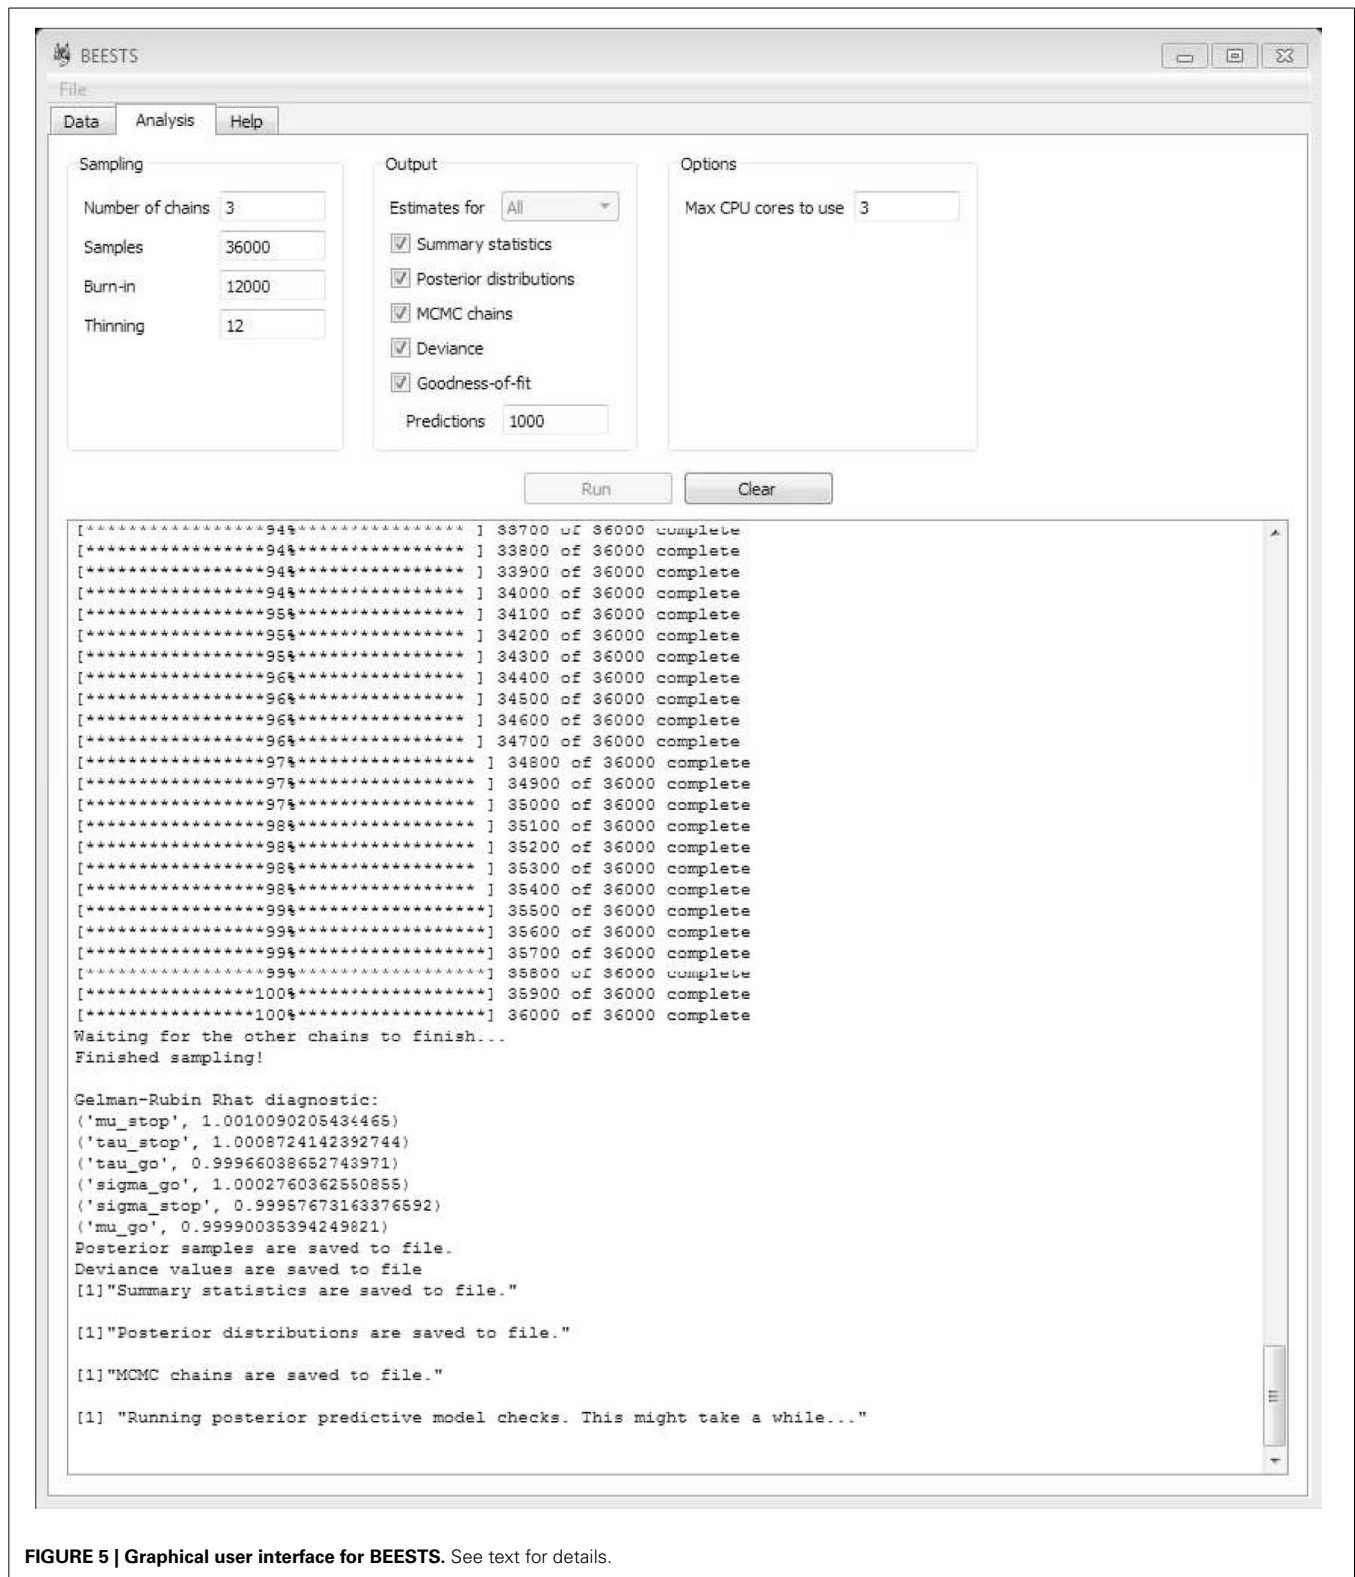 BEESTS
File
Data Analysis Help
Sampling
Number of chains 3
Samples 36000
Burn-in 12000
Thinning 12
Output
Estimates for All
Summary statistics
Posterior distributions
MCMC chains
Deviance
Goodness-of-fit
Predictions 1000
Options
Max CPU cores to use 3
Run Clear
[*****************94%**************** ] 33700 of 36000 complete
[*****************94%**************** ] 33800 of 36000 complete
[*****************94%**************** ] 33900 of 36000 complete
[*****************94%**************** ] 34000 of 36000 complete
[*****************95%**************** ] 34100 of 36000 complete
[*****************95%**************** ] 34200 of 36000 complete
[*****************95%**************** ] 34300 of 36000 complete
[*****************96%**************** ] 34400 of 36000 complete
[*****************96%**************** ] 34500 of 36000 complete
[*****************96%**************** ] 34600 of 36000 complete
[*****************96%**************** ] 34700 of 36000 complete
[*****************97%***************** ] 34800 of 36000 complete
[*****************97%***************** ] 34900 of 36000 complete
[*****************97%***************** ] 35000 of 36000 complete
[*****************98%***************** ] 35100 of 36000 complete
[*****************98%***************** ] 35200 of 36000 complete
[*****************98%***************** ] 35300 of 36000 complete
[*****************98%***************** ] 35400 of 36000 complete
[*****************99%******************] 35500 of 36000 complete
[*****************99%******************] 35600 of 36000 complete
[*****************99%******************] 35700 of 36000 complete
[*****************99%******************] 35800 of 36000 complete
[****************100%******************] 35900 of 36000 complete
[****************100%******************] 36000 of 36000 complete
Waiting for the other chains to finish...
Finished sampling!
Gelman-Rubin Rhat diagnostic:
('mu_stop', 1.0010090205434465)
('tau_stop', 1.0008724142392744)
('tau_go', 0.99966038652743971)
('sigma_go', 1.0002760362550855)
('sigma_stop', 0.99957673163376592)
('mu_go', 0.99990035394249821)
Posterior samples are saved to file.
Deviance values are saved to file
[1]"Summary statistics are saved to file."
[1]"Posterior distributions are saved to file."
[1]"MCMC chains are saved to file."
[1] "Running posterior predictive model checks. This might take a while..."
FIGURE 5 | Graphical user interface for BEESTS. See text for details.